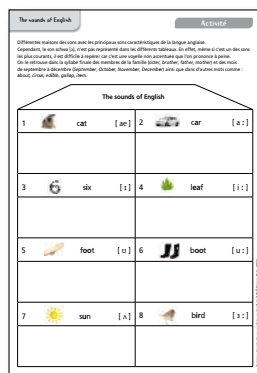 The sounds of English
Activité
Différentes maisons des sons avec les principaux sons caractéristiques de la langue anglaise.
Cependant, le son schwa [ə], n'est pas représenté dans les différents tableaux. En effet, même si c'est un des sons
les plus courants, il est difficile à repérer car c'est une voyelle non accentuée que l'on prononce à peine.
On le retrouve dans la syllabe finale des membres de la famille (sister, brother, father, mother) et des mois
de septembre à décembre (September, October, November, December) ainsi que dans d'autres mots comme :
about, circus, edible, gallop, item.
The sounds of English
1 cat [ae] 2 car [a:]
3 six [ɪ] 4 leaf [i:]
5 foot [ʊ] 6 boot [u:]
7 sun [ʌ] 8 bird [ɜ:]